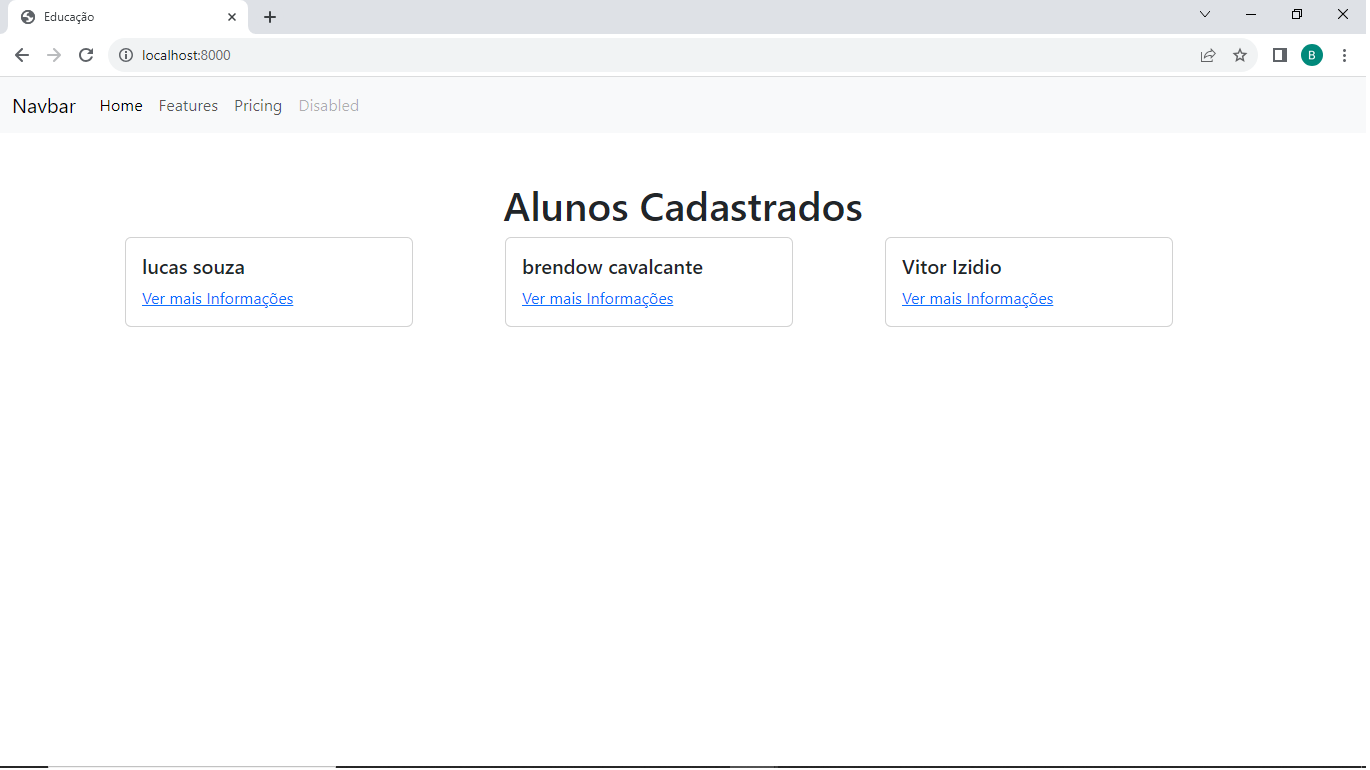 Educação
localhost:8000
B
Navbar Home Features Pricing Disabled
Alunos Cadastrados
lucas souza
Ver mais Informações
brendow cavalcante
Ver mais Informações
Vitor Izidio
Ver mais Informações